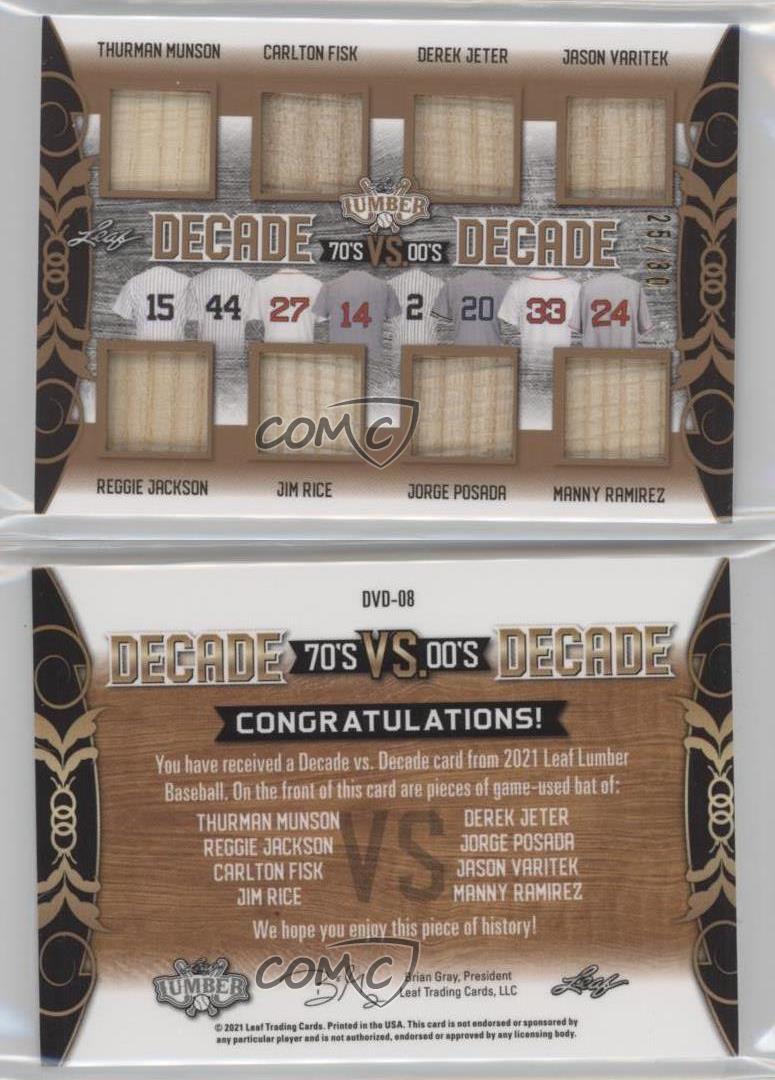 THURMAN MUNSON CARLTON FISK DEREK JETER JASON VARITEK
Leaf LUMBER
Leaf DECADE 70'S VS. 00'S DECADE
25/30
15 44 27 14 2 20 33 24
COMC
REGGIE JACKSON JIM RICE JORGE POSADA MANNY RAMIREZ
DVD-08
DECADE 70'S VS. 00'S DECADE
CONGRATULATIONS!
You have received a Decade vs. Decade card from 2021 Leaf Lumber
Baseball. On the front of this card are pieces of game-used bat of:
VS
THURMAN MUNSON DEREK JETER
REGGIE JACKSON JORGE POSADA
CARLTON FISK JASON VARITEK
JIM RICE MANNY RAMIREZ
We hope you enjoy this piece of history!
COMC
Leaf LUMBER
Brian Gray, President
Leaf Trading Cards, LLC
Leaf
© 2021 Leaf Trading Cards. Printed in the USA. This card is not endorsed or sponsored by
any particular player and is not authorized, endorsed or approved by any licensing body.